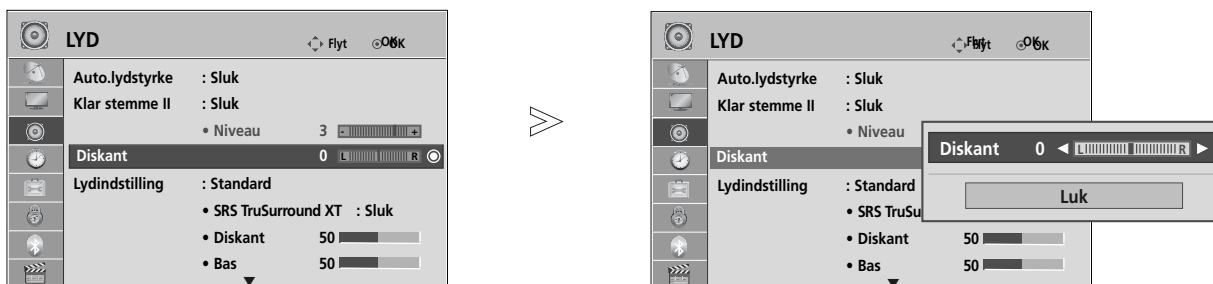 LYD
Flyt OK
Auto.lydstyrke : Sluk
Klar stemme II : Sluk
• Niveau 3 - +
Diskant 0 L R
Lydindstilling : Standard
• SRS TruSurround XT : Sluk
• Diskant 50
• Bas 50
LYD
Flyt OK
Auto.lydstyrke : Sluk
Klar stemme II : Sluk
• Niveau
Diskant
Lydindstilling : Standard
• SRS TruSu
• Diskant 50
• Bas 50
Diskant 0 ◄ L R ►
Luk